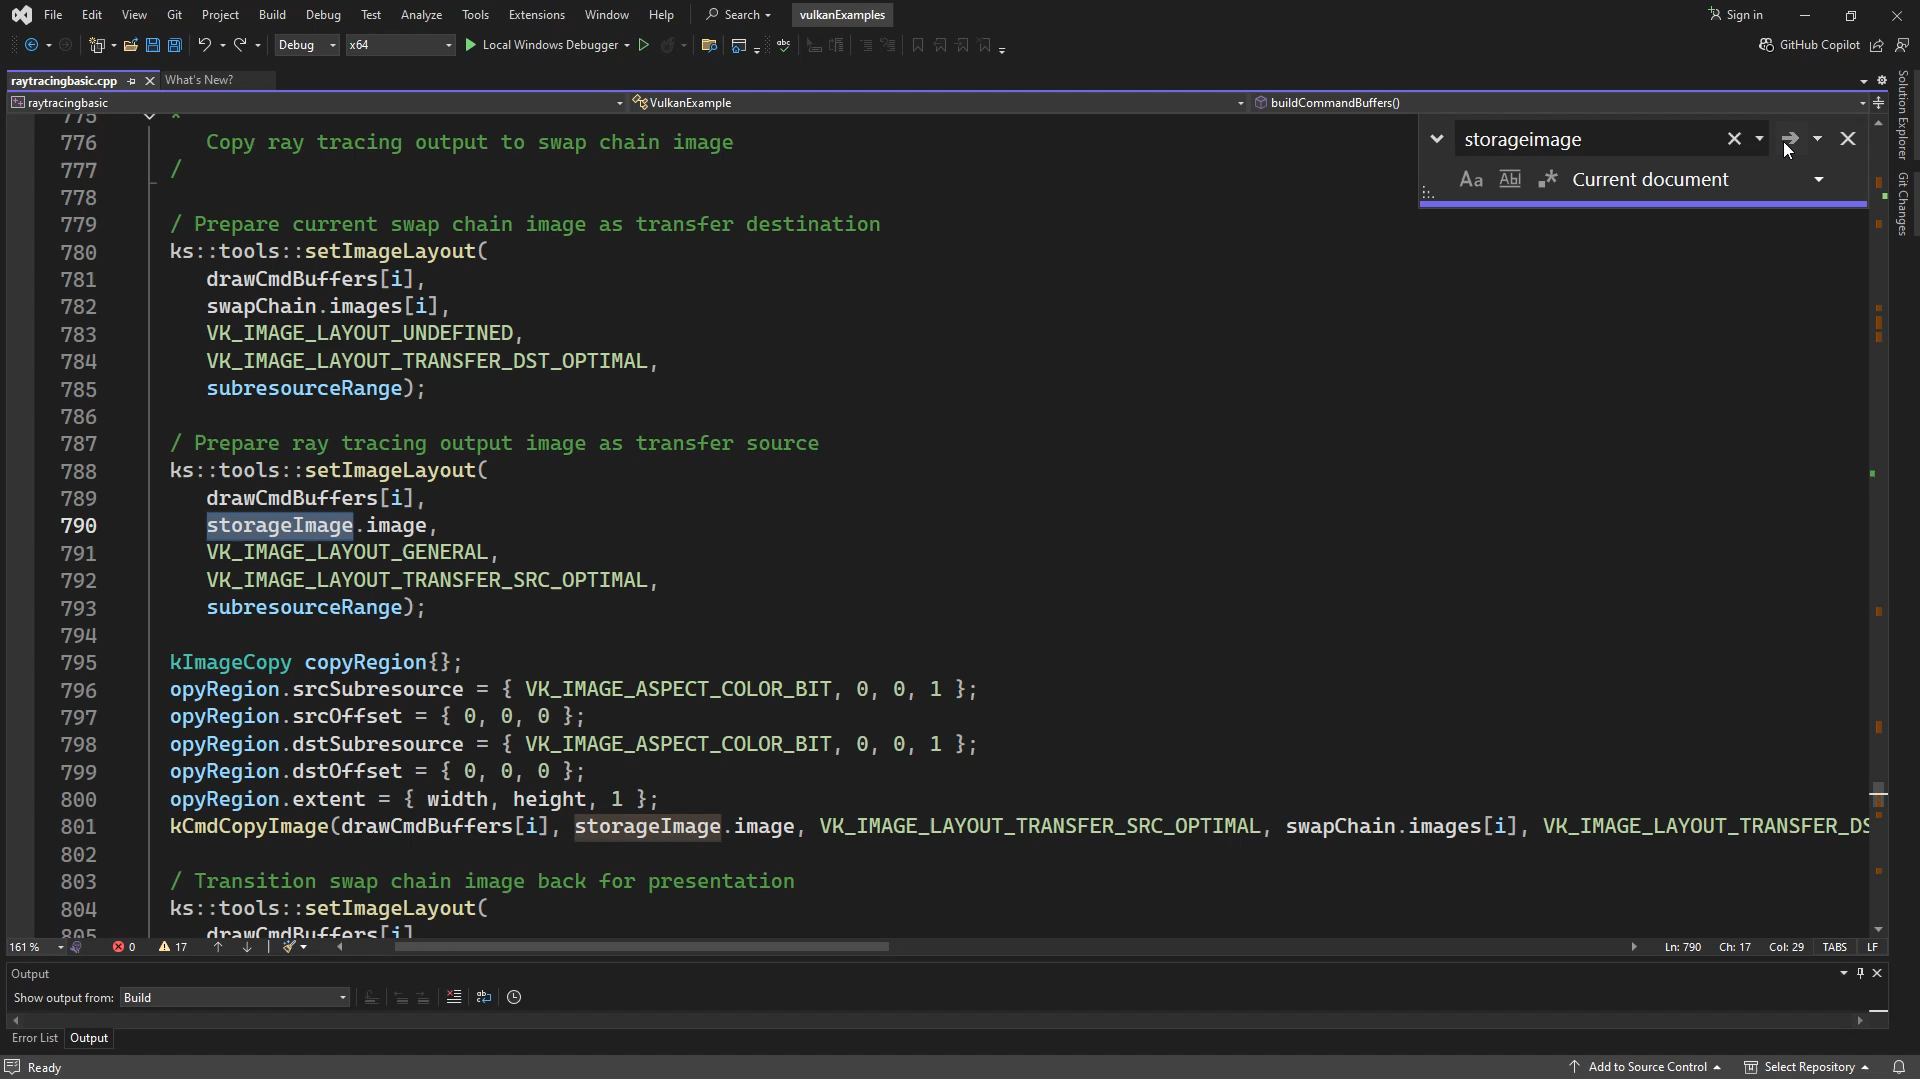 File Edit View Git Project Build Debug Test Analyze Tools Extensions Window Help Search vulkanExamples Sign in
Debug x64 Local Windows Debugger GitHub Copilot
raytracingbasic.cpp What's New?
raytracingbasic VulkanExample buildCommandBuffers()
775 *
776 Copy ray tracing output to swap chain image
777 /
778
779 / Prepare current swap chain image as transfer destination
780 ks::tools::setImageLayout(
781 drawCmdBuffers[i],
782 swapChain.images[i],
783 VK_IMAGE_LAYOUT_UNDEFINED,
784 VK_IMAGE_LAYOUT_TRANSFER_DST_OPTIMAL,
785 subresourceRange);
786
787 / Prepare ray tracing output image as transfer source
788 ks::tools::setImageLayout(
789 drawCmdBuffers[i],
790 storageImage.image,
791 VK_IMAGE_LAYOUT_GENERAL,
792 VK_IMAGE_LAYOUT_TRANSFER_SRC_OPTIMAL,
793 subresourceRange);
794
795 kImageCopy copyRegion{};
796 opyRegion.srcSubresource = { VK_IMAGE_ASPECT_COLOR_BIT, 0, 0, 1 };
797 opyRegion.srcOffset = { 0, 0, 0 };
798 opyRegion.dstSubresource = { VK_IMAGE_ASPECT_COLOR_BIT, 0, 0, 1 };
799 opyRegion.dstOffset = { 0, 0, 0 };
800 opyRegion.extent = { width, height, 1 };
801 kCmdCopyImage(drawCmdBuffers[i], storageImage.image, VK_IMAGE_LAYOUT_TRANSFER_SRC_OPTIMAL, swapChain.images[i], VK_IMAGE_LAYOUT_TRANSFER_DS
802
803 / Transition swap chain image back for presentation
804 ks::tools::setImageLayout(
805 drawCmdBuffers[i]
storageimage
Aa Abl .* Current document
Solution Explorer
Git Changes
161 % 0 17 Ln: 790 Ch: 17 Col: 29 TABS LF
Output
Show output from: Build
Error List Output
Ready Add to Source Control Select Repository